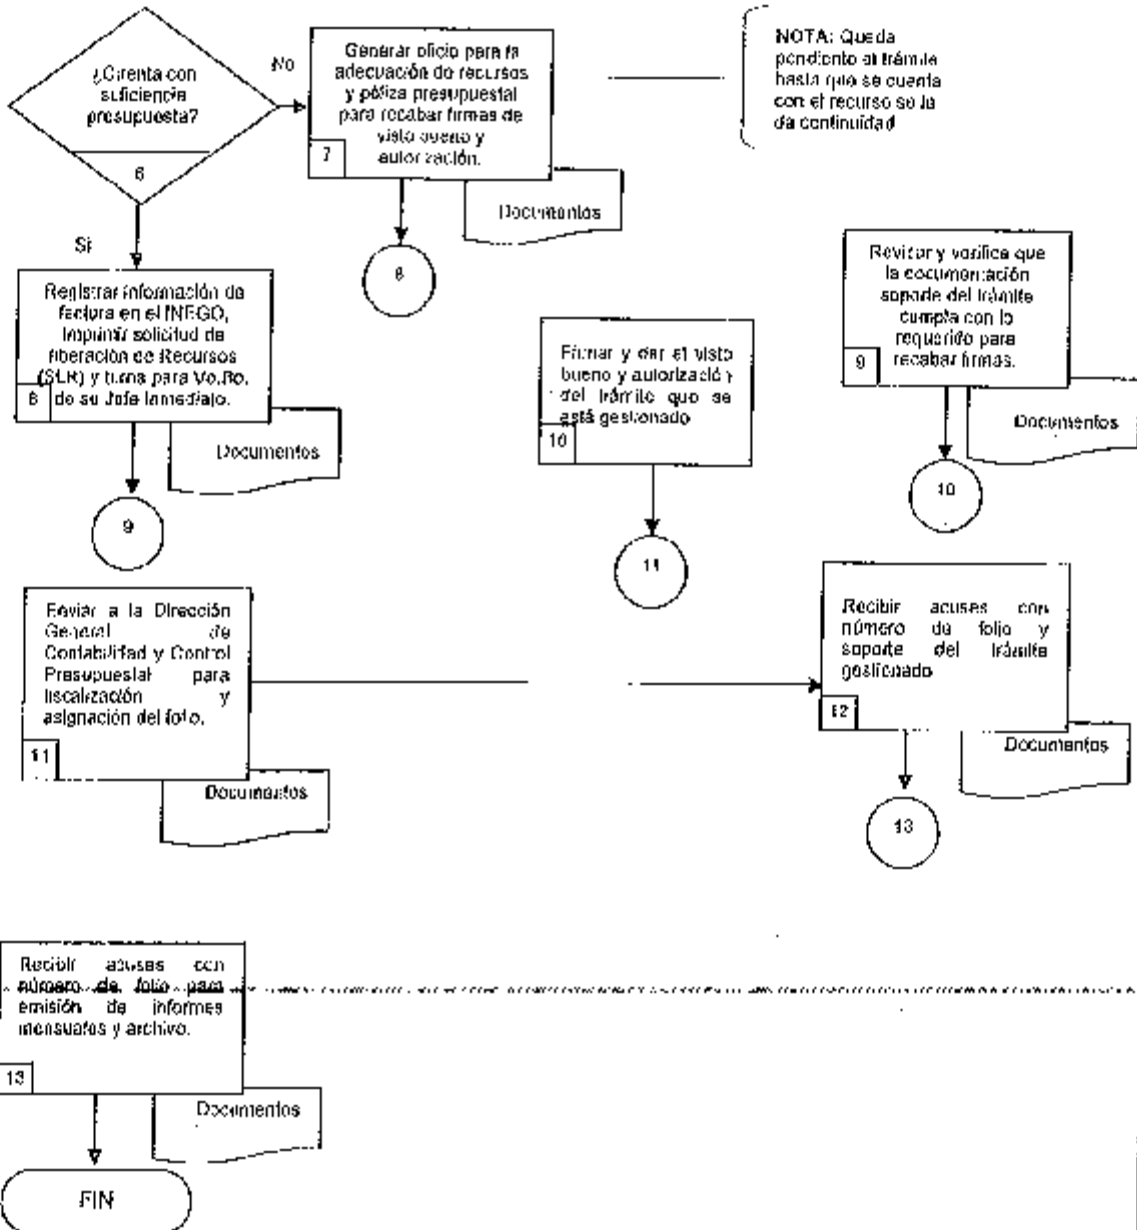 ¿Cuenta con
suficiencia
presupuesta?
6
No
Generar oficio para la
adecuación de recursos
y póliza presupuestal
para recabar firmas de
visto bueno y
autorización.
7
Documentos
8
NOTA: Queda
pendiente el trámite
hasta que se cuenta
con el recurso se le
da continuidad
Si
Registrar información de
factura en el INEGO,
Imprimir solicitud de
liberación de Recursos
(SLR) y turna para Vo.Bo.
de su Jefe Inmediato.
8
Documentos
9
Firmar y dar el visto
bueno y autorización
del trámite que se
está gestionado
10
11
Revisar y verifica que
la documentación
soporte del trámite
cumpla con lo
requerido para
recabar firmas.
9
Documentos
10
Enviar a la Dirección
General de
Contabilidad y Control
Presupuestal para
fiscalización y
asignación del folio.
11
Documentos
Recibir acuses con
número de folio y
soporte del trámite
gestionado
12
Documentos
13
Recibir acuses con
número de folio para
emisión de informes
mensuales y archivo.
13
Documentos
FIN